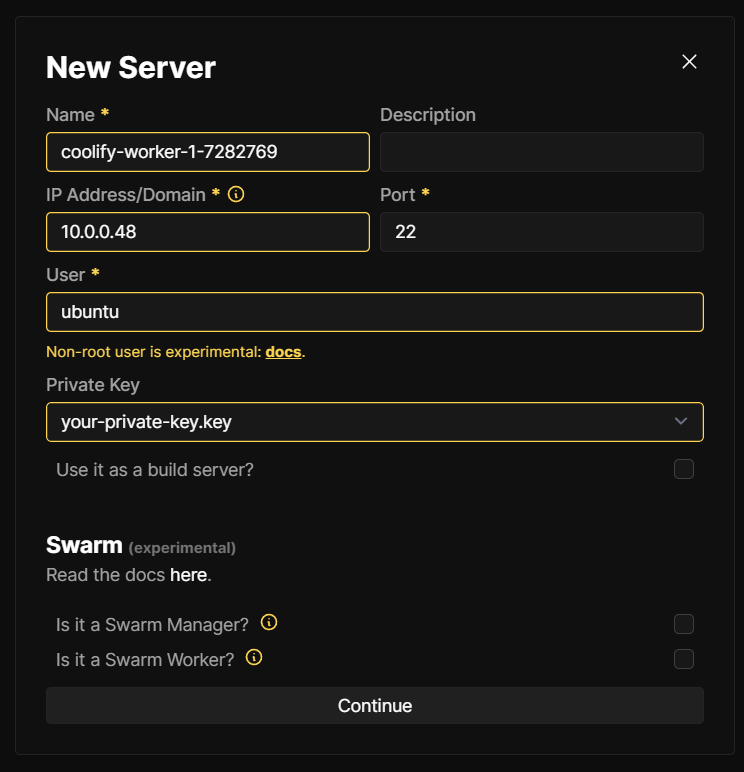 New Server
Name * Description
coolify-worker-1-7282769
IP Address/Domain * Port *
10.0.0.48 22
User *
ubuntu
Non-root user is experimental: docs.
Private Key
your-private-key.key
Use it as a build server?
Swarm (experimental)
Read the docs here.
Is it a Swarm Manager?
Is it a Swarm Worker?
Continue